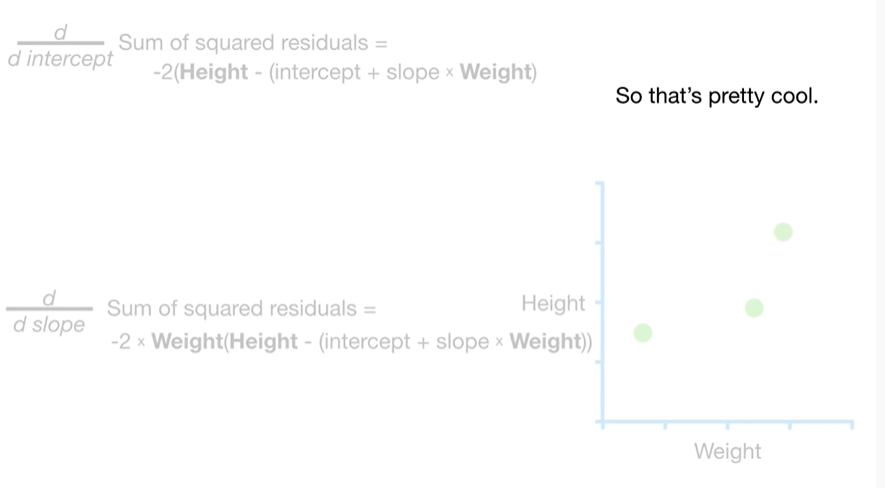 d
d intercept
Sum of squared residuals =
-2(Height - (intercept + slope × Weight)
So that's pretty cool.
d
d slope
Sum of squared residuals =
-2 × Weight(Height - (intercept + slope × Weight))
Height
Weight